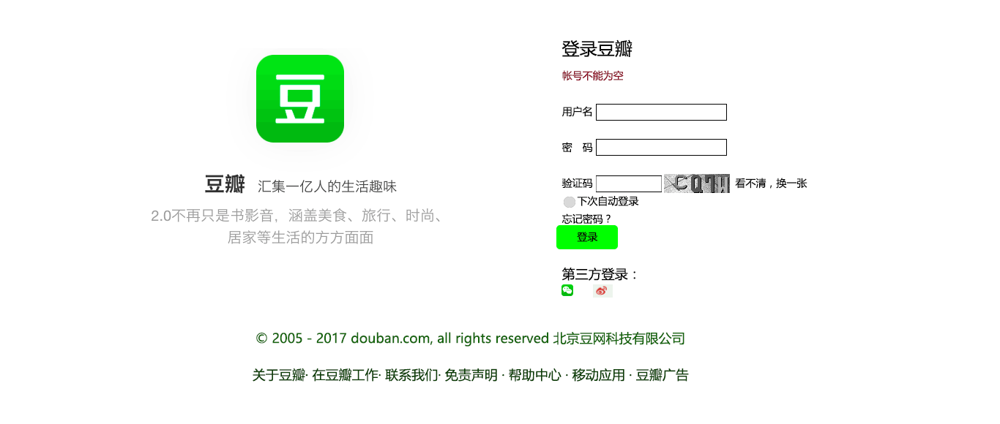 豆
豆瓣 汇集一亿人的生活趣味
2.0不再只是书影音，涵盖美食、旅行、时尚、
居家等生活的方方面面
登录豆瓣
帐号不能为空
用户名
密 码
验证码 看不清，换一张
下次自动登录
忘记密码？
登录
第三方登录：
© 2005 - 2017 douban.com, all rights reserved 北京豆网科技有限公司
关于豆瓣· 在豆瓣工作· 联系我们· 免责声明 · 帮助中心 · 移动应用 · 豆瓣广告